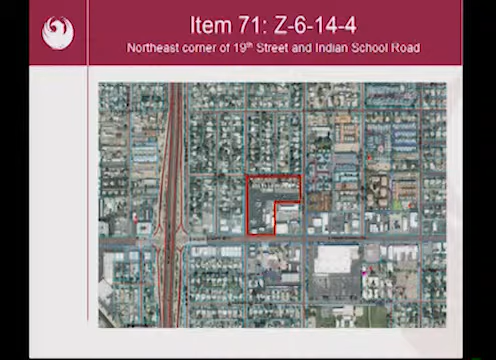 Item 71: Z-6-14-4
Northeast corner of 19th Street and Indian School Road